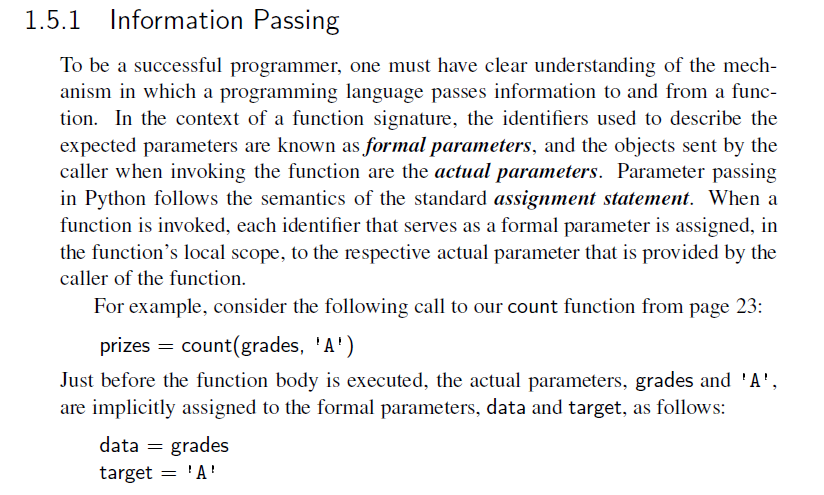 1.5.1 Information Passing
To be a successful programmer, one must have clear understanding of the mech-
anism in which a programming language passes information to and from a func-
tion. In the context of a function signature, the identifiers used to describe the
expected parameters are known as formal parameters, and the objects sent by the
caller when invoking the function are the actual parameters. Parameter passing
in Python follows the semantics of the standard assignment statement. When a
function is invoked, each identifier that serves as a formal parameter is assigned, in
the function's local scope, to the respective actual parameter that is provided by the
caller of the function.
For example, consider the following call to our count function from page 23:
prizes = count(grades, 'A')
Just before the function body is executed, the actual parameters, grades and 'A',
are implicitly assigned to the formal parameters, data and target, as follows:
data = grades
target = 'A'